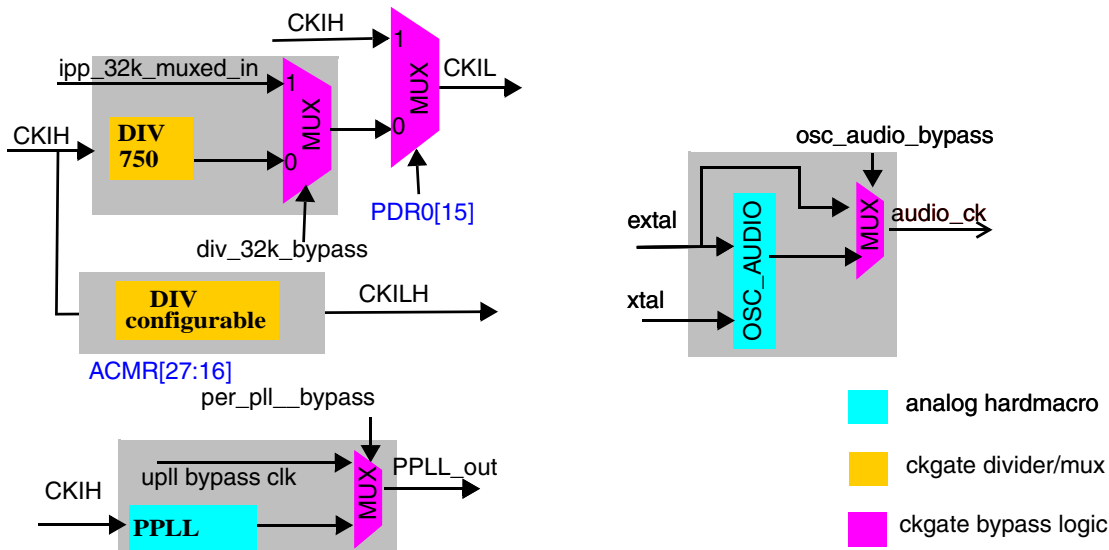 CKIH
1
CKIL
MUX
0
PDR0[15]
ipp_32k_muxed_in
1
MUX
0
CKIH
DIV
750
div_32k_bypass
DIV
configurable
CKILH
ACMR[27:16]
per_pll__bypass
upll bypass clk
MUX
PPLL_out
CKIH
PPLL
osc_audio_bypass
extal
xtal
OSC_AUDIO
MUX
audio_ck
analog hardmacro
ckgate divider/mux
ckgate bypass logic